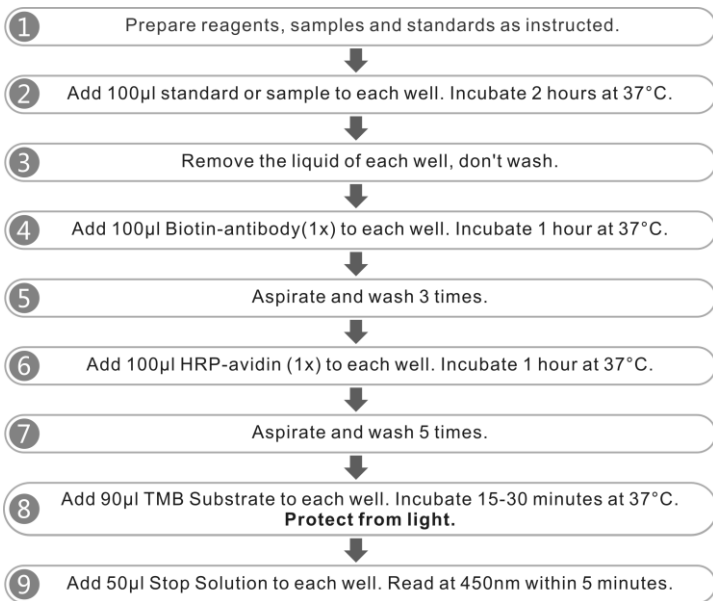 1 Prepare reagents, samples and standards as instructed.
2 Add 100μl standard or sample to each well. Incubate 2 hours at 37°C.
3 Remove the liquid of each well, don't wash.
4 Add 100μl Biotin-antibody(1x) to each well. Incubate 1 hour at 37°C.
5 Aspirate and wash 3 times.
6 Add 100μl HRP-avidin (1x) to each well. Incubate 1 hour at 37°C.
7 Aspirate and wash 5 times.
8 Add 90μl TMB Substrate to each well. Incubate 15-30 minutes at 37°C.
Protect from light.
9 Add 50μl Stop Solution to each well. Read at 450nm within 5 minutes.